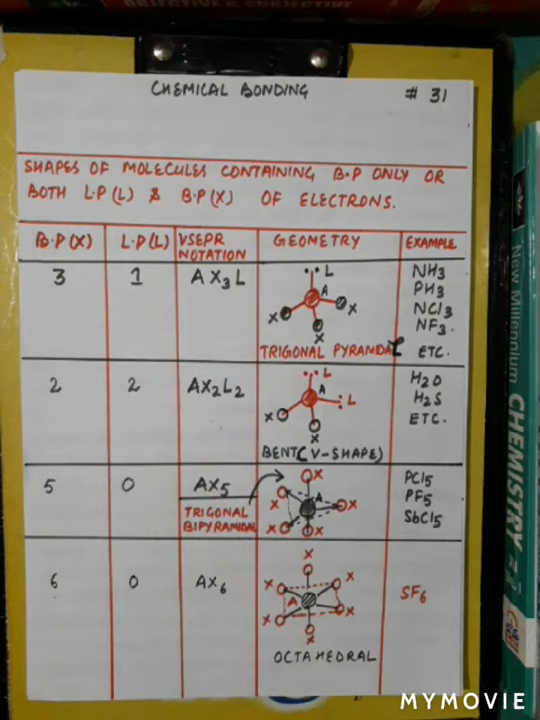 CHEMICAL BONDING # 31
SHAPES OF MOLECULES CONTAINING B.P ONLY OR
BOTH L.P(L) & B.P(X) OF ELECTRONS.
B.P(X) L.P(L) VSEPR NOTATION GEOMETRY EXAMPLE
3 1 AX3L
L
A
X
X
X
TRIGONAL PYRAMIDAL
NH3
PH3
NCl3
NF3.
ETC.
2 2 AX2L2
L
A
L
X
X
BENT (V-SHAPE)
H2O
H2S
ETC.
5 0 AX5
TRIGONAL
BIPYRAMIDAL
X
A
X
X
X
X
PCl5
PF5
SbCl5
6 0 AX6
X
X
X
A
X
X
X
OCTAHEDRAL
SF6
New Millennium CHEMISTRY
MYMOVIE